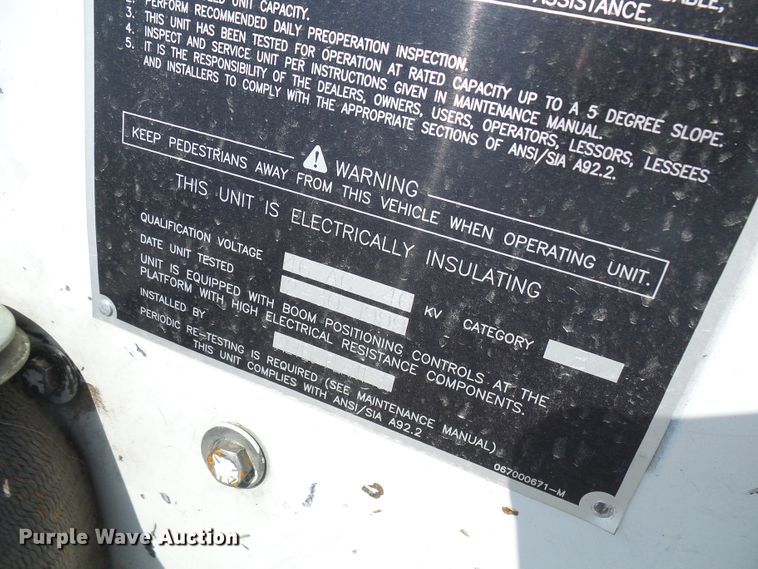 DABLE,
ASSISTANCE.
UNIT CAPACITY.
2. PERFORM RECOMMENDED DAILY PREOPERATION INSPECTION.
3. THIS UNIT HAS BEEN TESTED FOR OPERATION AT RATED CAPACITY UP TO A 5 DEGREE SLOPE.
4. INSPECT AND SERVICE UNIT PER INSTRUCTIONS GIVEN IN MAINTENANCE MANUAL.
5. IT IS THE RESPONSIBILITY OF THE DEALERS, OWNERS, USERS, OPERATORS, LESSORS, LESSEES
AND INSTALLERS TO COMPLY WITH THE APPROPRIATE SECTIONS OF ANSI/SIA A92.2.
WARNING
KEEP PEDESTRIANS AWAY FROM THIS VEHICLE WHEN OPERATING UNIT.
THIS UNIT IS ELECTRICALLY INSULATING
QUALIFICATION VOLTAGE 46 KV CATEGORY
DATE UNIT TESTED
UNIT IS EQUIPPED WITH BOOM POSITIONING CONTROLS AT THE
PLATFORM WITH HIGH ELECTRICAL RESISTANCE COMPONENTS.
INSTALLED BY
PERIODIC RE-TESTING IS REQUIRED (SEE MAINTENANCE MANUAL)
THIS UNIT COMPLIES WITH ANSI/SIA A92.2
067000671-M
Purple Wave Auction